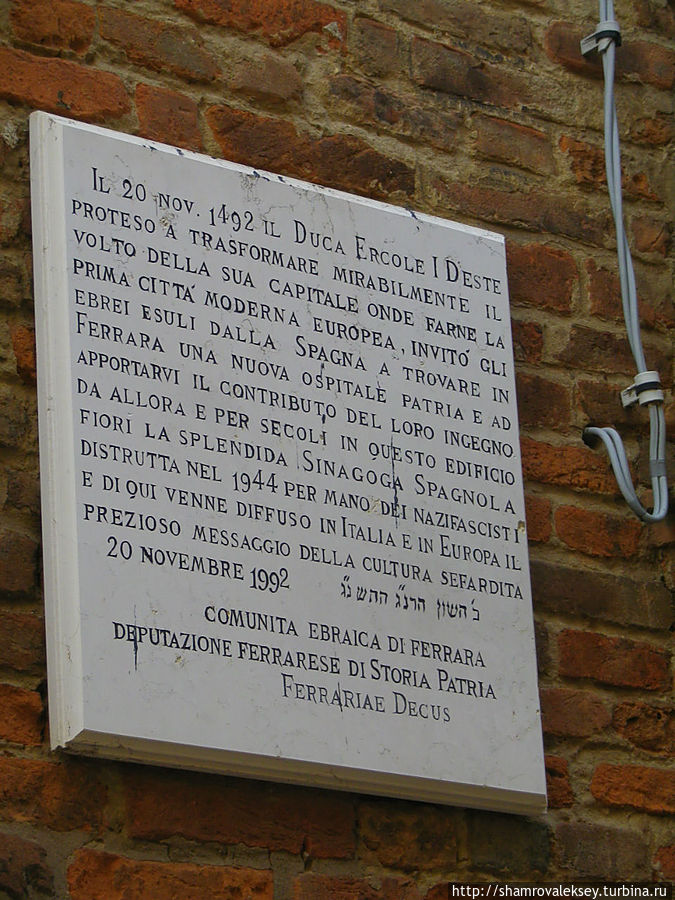 IL 20 NOV. 1492 IL DUCA ERCOLE I D'ESTE
PROTESO A TRASFORMARE MIRABILMENTE IL
VOLTO DELLA SUA CAPITALE ONDE FARNE LA
PRIMA CITTÀ MODERNA EUROPEA, INVITÒ GLI
EBREI ESULI DALLA SPAGNA A TROVARE IN
FERRARA UNA NUOVA OSPITALE PATRIA E AD
APPORTARVI IL CONTRIBUTO DEL LORO INGEGNO.
DA ALLORA E PER SECOLI IN QUESTO EDIFICIO
FIORÌ LA SPLENDIDA SINAGOGA SPAGNOLA
DISTRUTTA NEL 1944 PER MANO DEI NAZIFASCISTI
E DI QUI VENNE DIFFUSO IN ITALIA E IN EUROPA IL
PREZIOSO MESSAGGIO DELLA CULTURA SEFARDITA
20 NOVEMBRE 1992 כ׳ חשון הרנ״ג התשנ״ג
COMUNITA EBRAICA DI FERRARA
DEPUTAZIONE FERRARESE DI STORIA PATRIA
FERRARIAE DECUS
http://shamrovaleksey.turbina.ru/